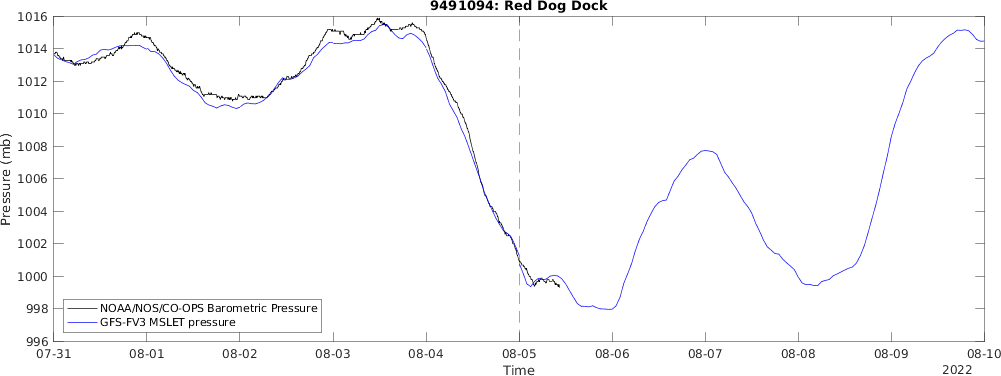 9491094: Red Dog Dock
Pressure (mb)
1016
1014
1012
1010
1008
1006
1004
1002
1000
998
996
NOAA/NOS/CO-OPS Barometric Pressure
GFS-FV3 MSLET pressure
07-31 08-01 08-02 08-03 08-04 08-05 08-06 08-07 08-08 08-09 08-10
Time
2022